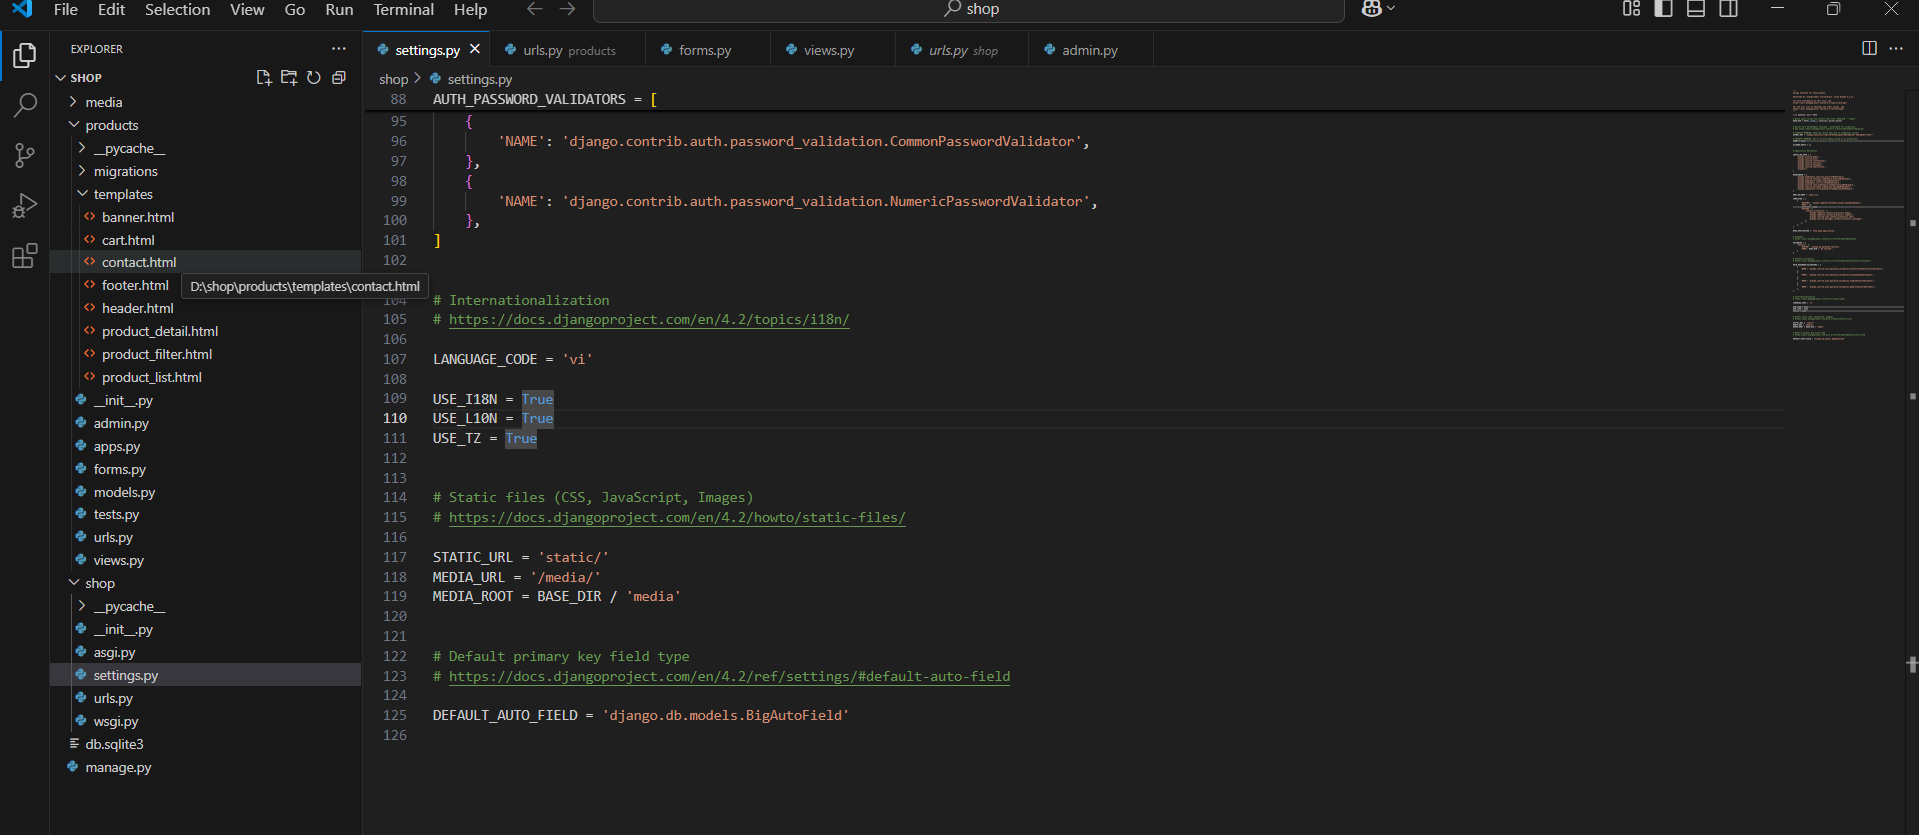 File Edit Selection View Go Run Terminal Help
shop
EXPLORER
SHOP
media
products
__pycache__
migrations
templates
banner.html
cart.html
contact.html
footer.html
header.html
product_detail.html
product_filter.html
product_list.html
__init__.py
admin.py
apps.py
forms.py
models.py
tests.py
urls.py
views.py
shop
__pycache__
__init__.py
asgi.py
settings.py
urls.py
wsgi.py
db.sqlite3
manage.py
D:\shop\products\templates\contact.html
settings.py urls.py products forms.py views.py urls.py shop admin.py
shop > settings.py
88 AUTH_PASSWORD_VALIDATORS = [
95 {
96 'NAME': 'django.contrib.auth.password_validation.CommonPasswordValidator',
97 },
98 {
99 'NAME': 'django.contrib.auth.password_validation.NumericPasswordValidator',
100 },
101 ]
102
104 # Internationalization
105 # https://docs.djangoproject.com/en/4.2/topics/i18n/
106
107 LANGUAGE_CODE = 'vi'
108
109 USE_I18N = True
110 USE_L10N = True
111 USE_TZ = True
112
113
114 # Static files (CSS, JavaScript, Images)
115 # https://docs.djangoproject.com/en/4.2/howto/static-files/
116
117 STATIC_URL = 'static/'
118 MEDIA_URL = '/media/'
119 MEDIA_ROOT = BASE_DIR / 'media'
120
121
122 # Default primary key field type
123 # https://docs.djangoproject.com/en/4.2/ref/settings/#default-auto-field
124
125 DEFAULT_AUTO_FIELD = 'django.db.models.BigAutoField'
126